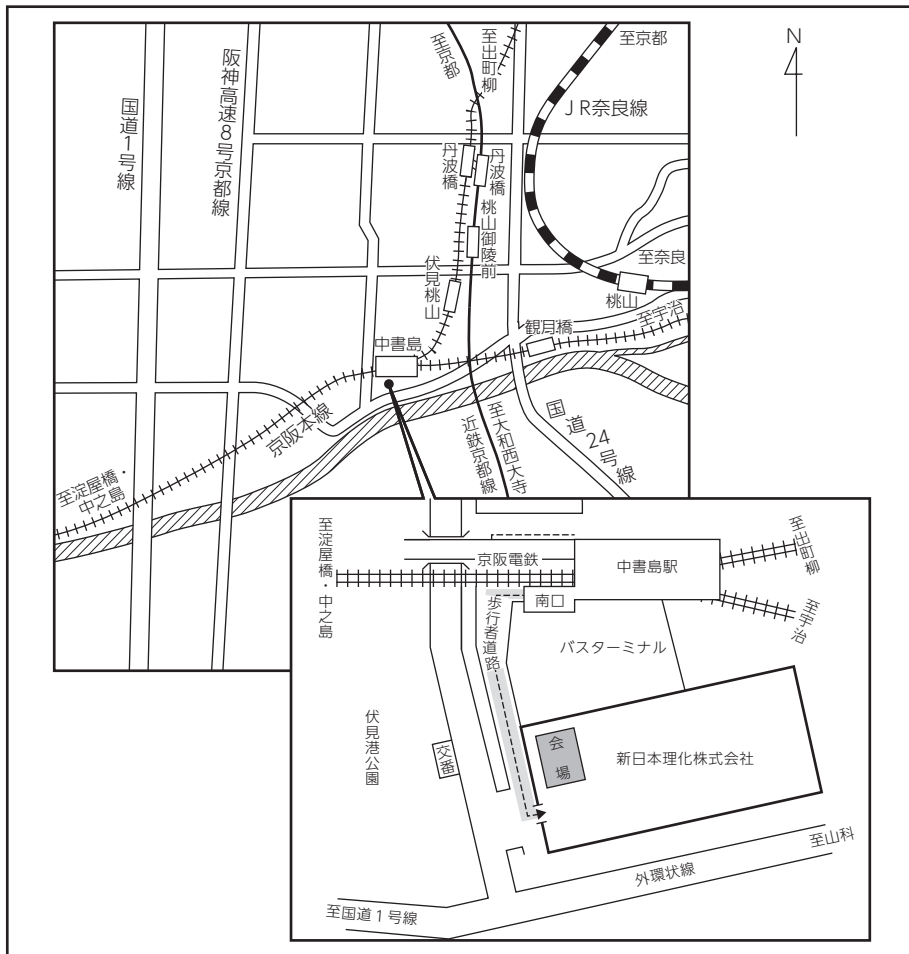 N
至京都
至出町柳
至京都
JR奈良線
阪神高速8号京都線
国道1号線
丹波橋
丹波橋
桃山御陵前
伏見桃山
至奈良
桃山
至宇治
観月橋
中書島
京阪本線
至淀屋橋・
中之島
至大和西大寺
近鉄京都線
国道24号線
至淀屋橋・中之島
京阪電鉄
中書島駅
至出町柳
至宇治
南口
歩行者道路
バスターミナル
伏見港公園
交番
会場
新日本理化株式会社
至山科
外環状線
至国道1号線